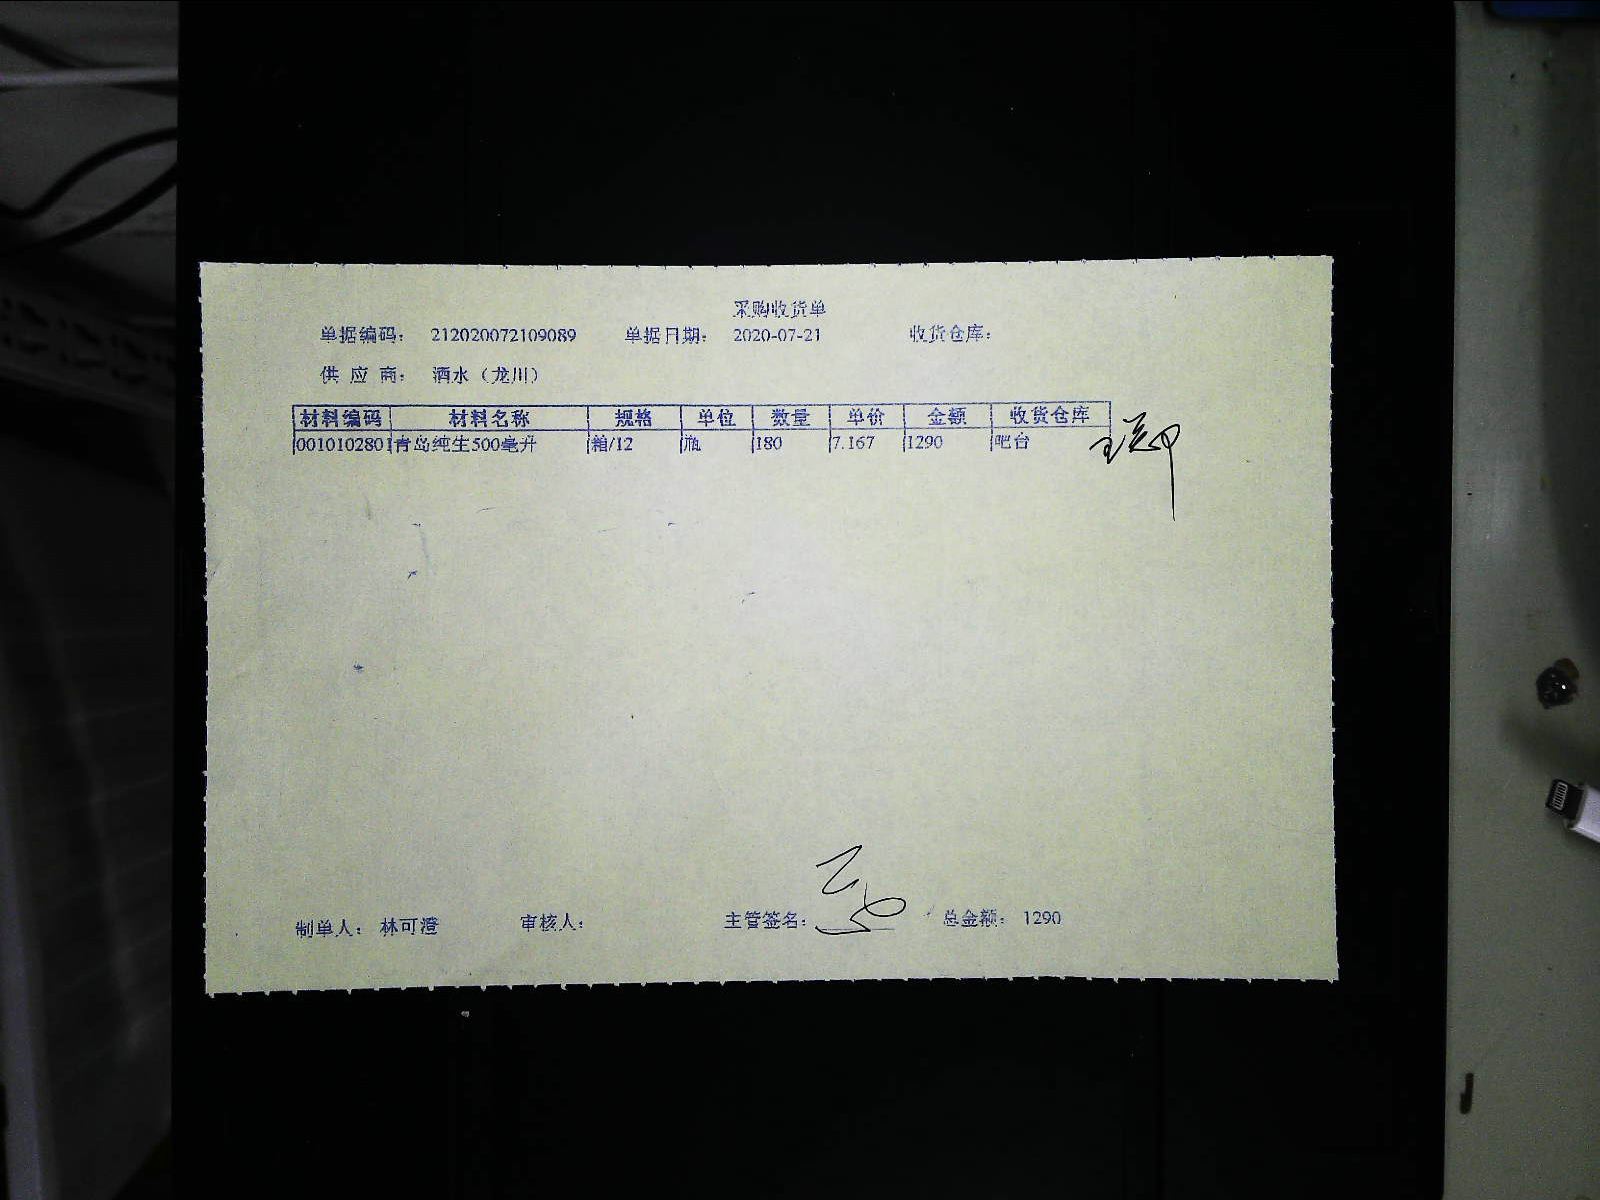 采购收货单
单据编码： 212020072109089 单据日期： 2020-07-21 收货仓库：
供 应 商： 酒水（龙川）
材料编码 材料名称 规格 单位 数量 单价 金额 收货仓库
0010102801 青岛纯生500毫升 箱/12 瓶 180 7.167 1290 吧台
制单人： 林可澄 审核人： 主管签名： 总金额： 1290